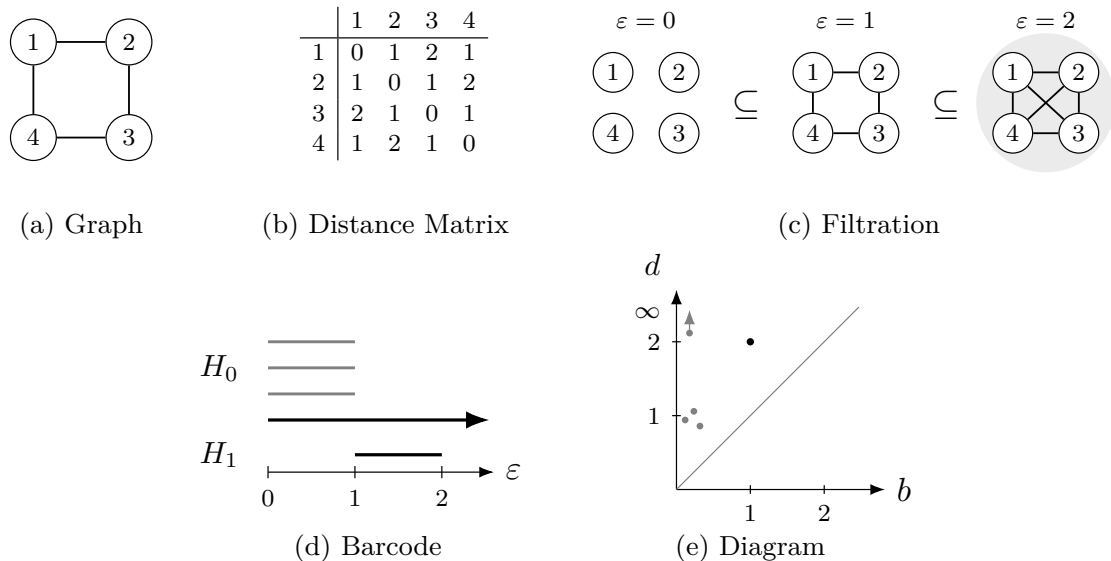 1 2
4 3
(a) Graph
1 2 3 4
1 0 1 2 1
2 1 0 1 2
3 2 1 0 1
4 1 2 1 0
(b) Distance Matrix
ε = 0 ε = 1 ε = 2
1 2 1 2 1 2
⊆ ⊆
4 3 4 3 4 3
(c) Filtration
H₀
H₁
0 1 2 ε
(d) Barcode
d
∞
2
1
1 2 b
(e) Diagram